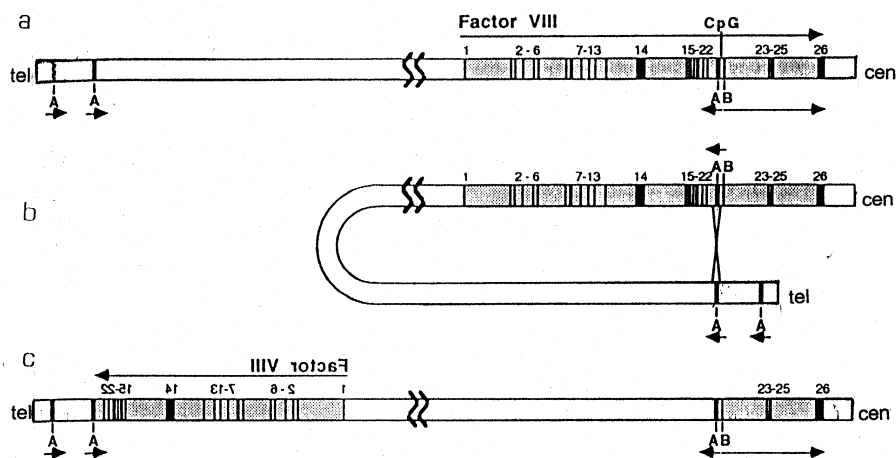 a
Factor VIII
CpG
1 2 - 6 7-13 14 15-22 23-25 26
tel
cen
A A A B
b
A B
1 2 - 6 7-13 14 15-22 23-25 26
cen
tel
A A
c
Factor VIII
15-22 14 7-13 2 - 6 1 23-25 26
tel
cen
A A A B